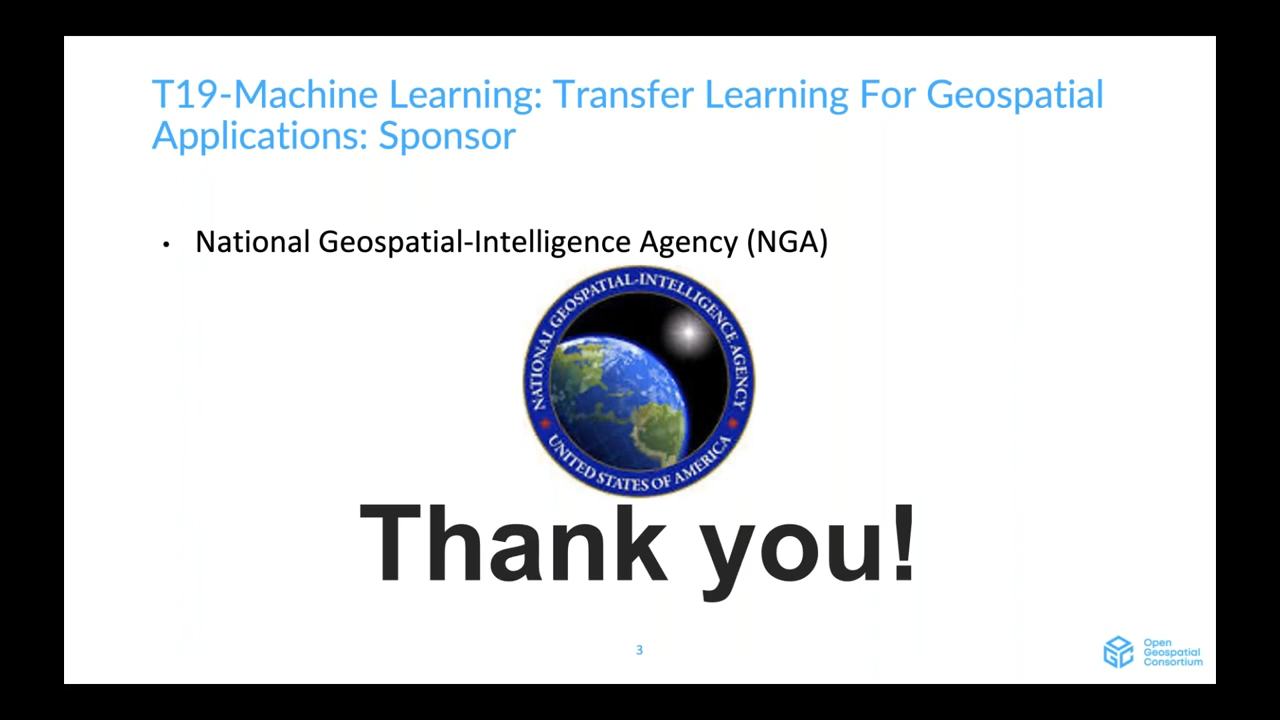 T19-Machine Learning: Transfer Learning For Geospatial
Applications: Sponsor
• National Geospatial-Intelligence Agency (NGA)
NATIONAL GEOSPATIAL-INTELLIGENCE AGENCY
UNITED STATES OF AMERICA
Thank you!
3
Open
Geospatial
Consortium